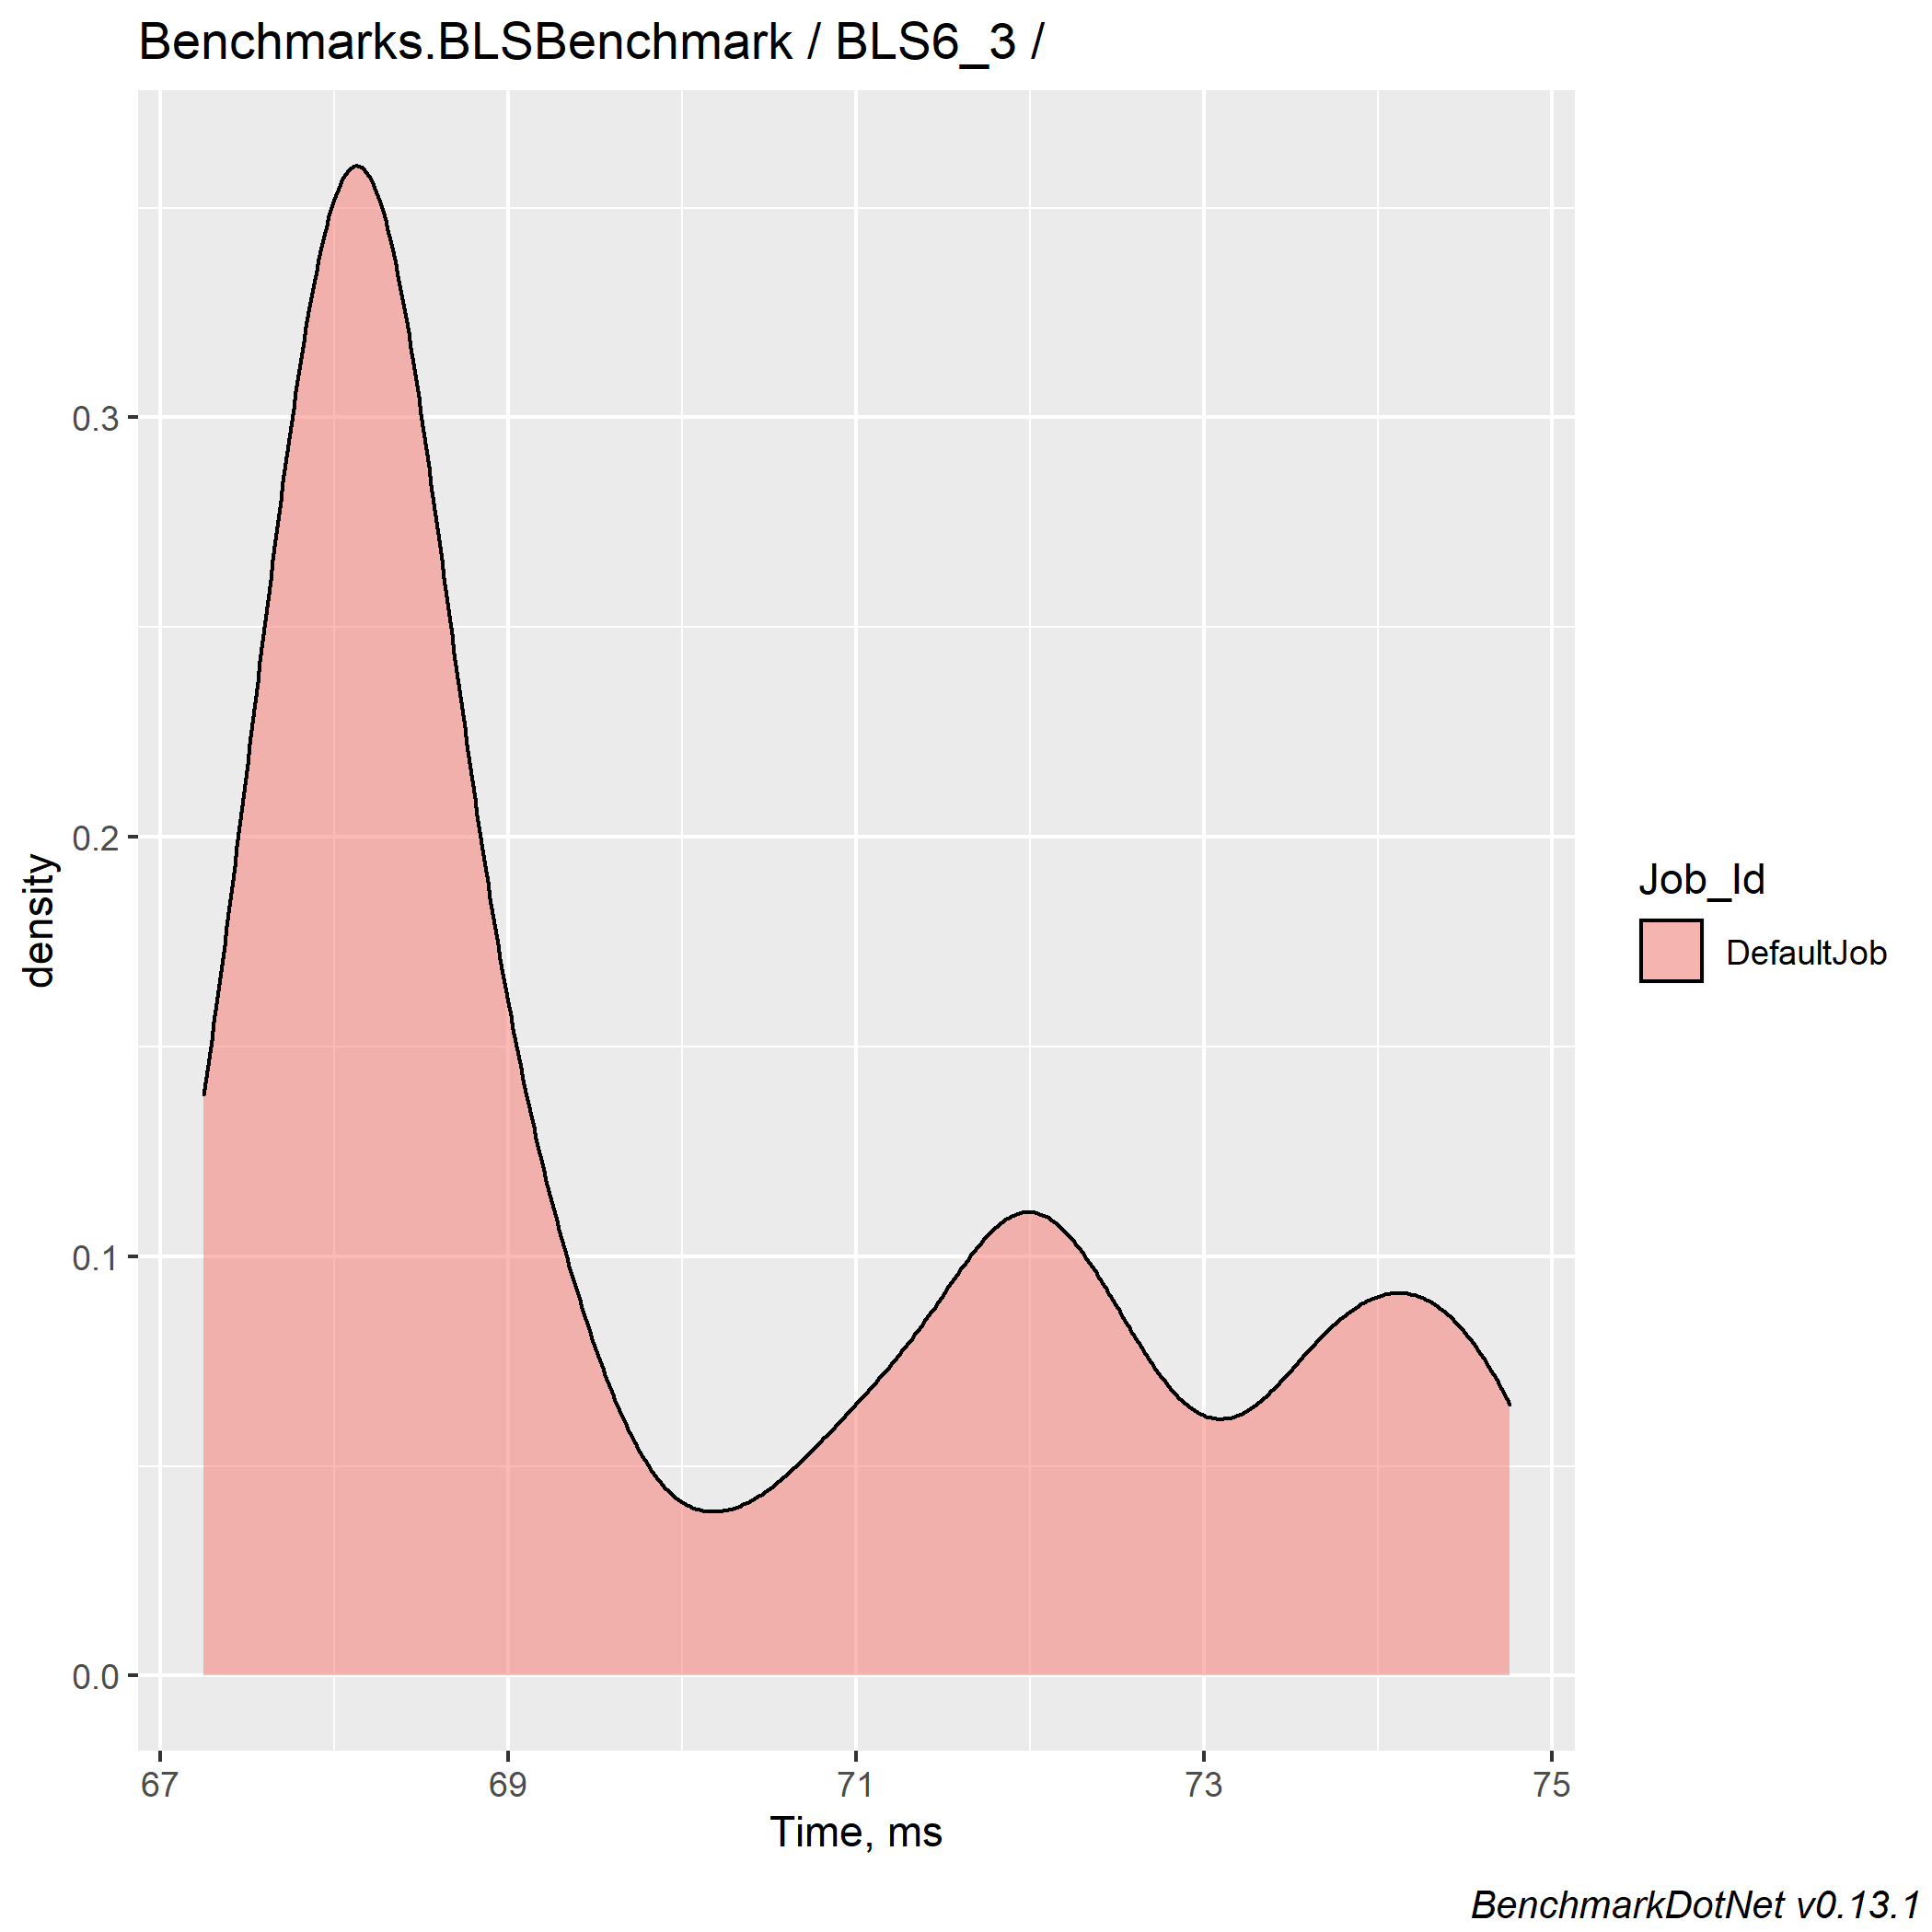 Benchmarks.BLSBenchmark / BLS6_3 /
0.3
0.2
0.1
0.0
density
67 69 71 73 75
Time, ms
Job_Id
DefaultJob
BenchmarkDotNet v0.13.1